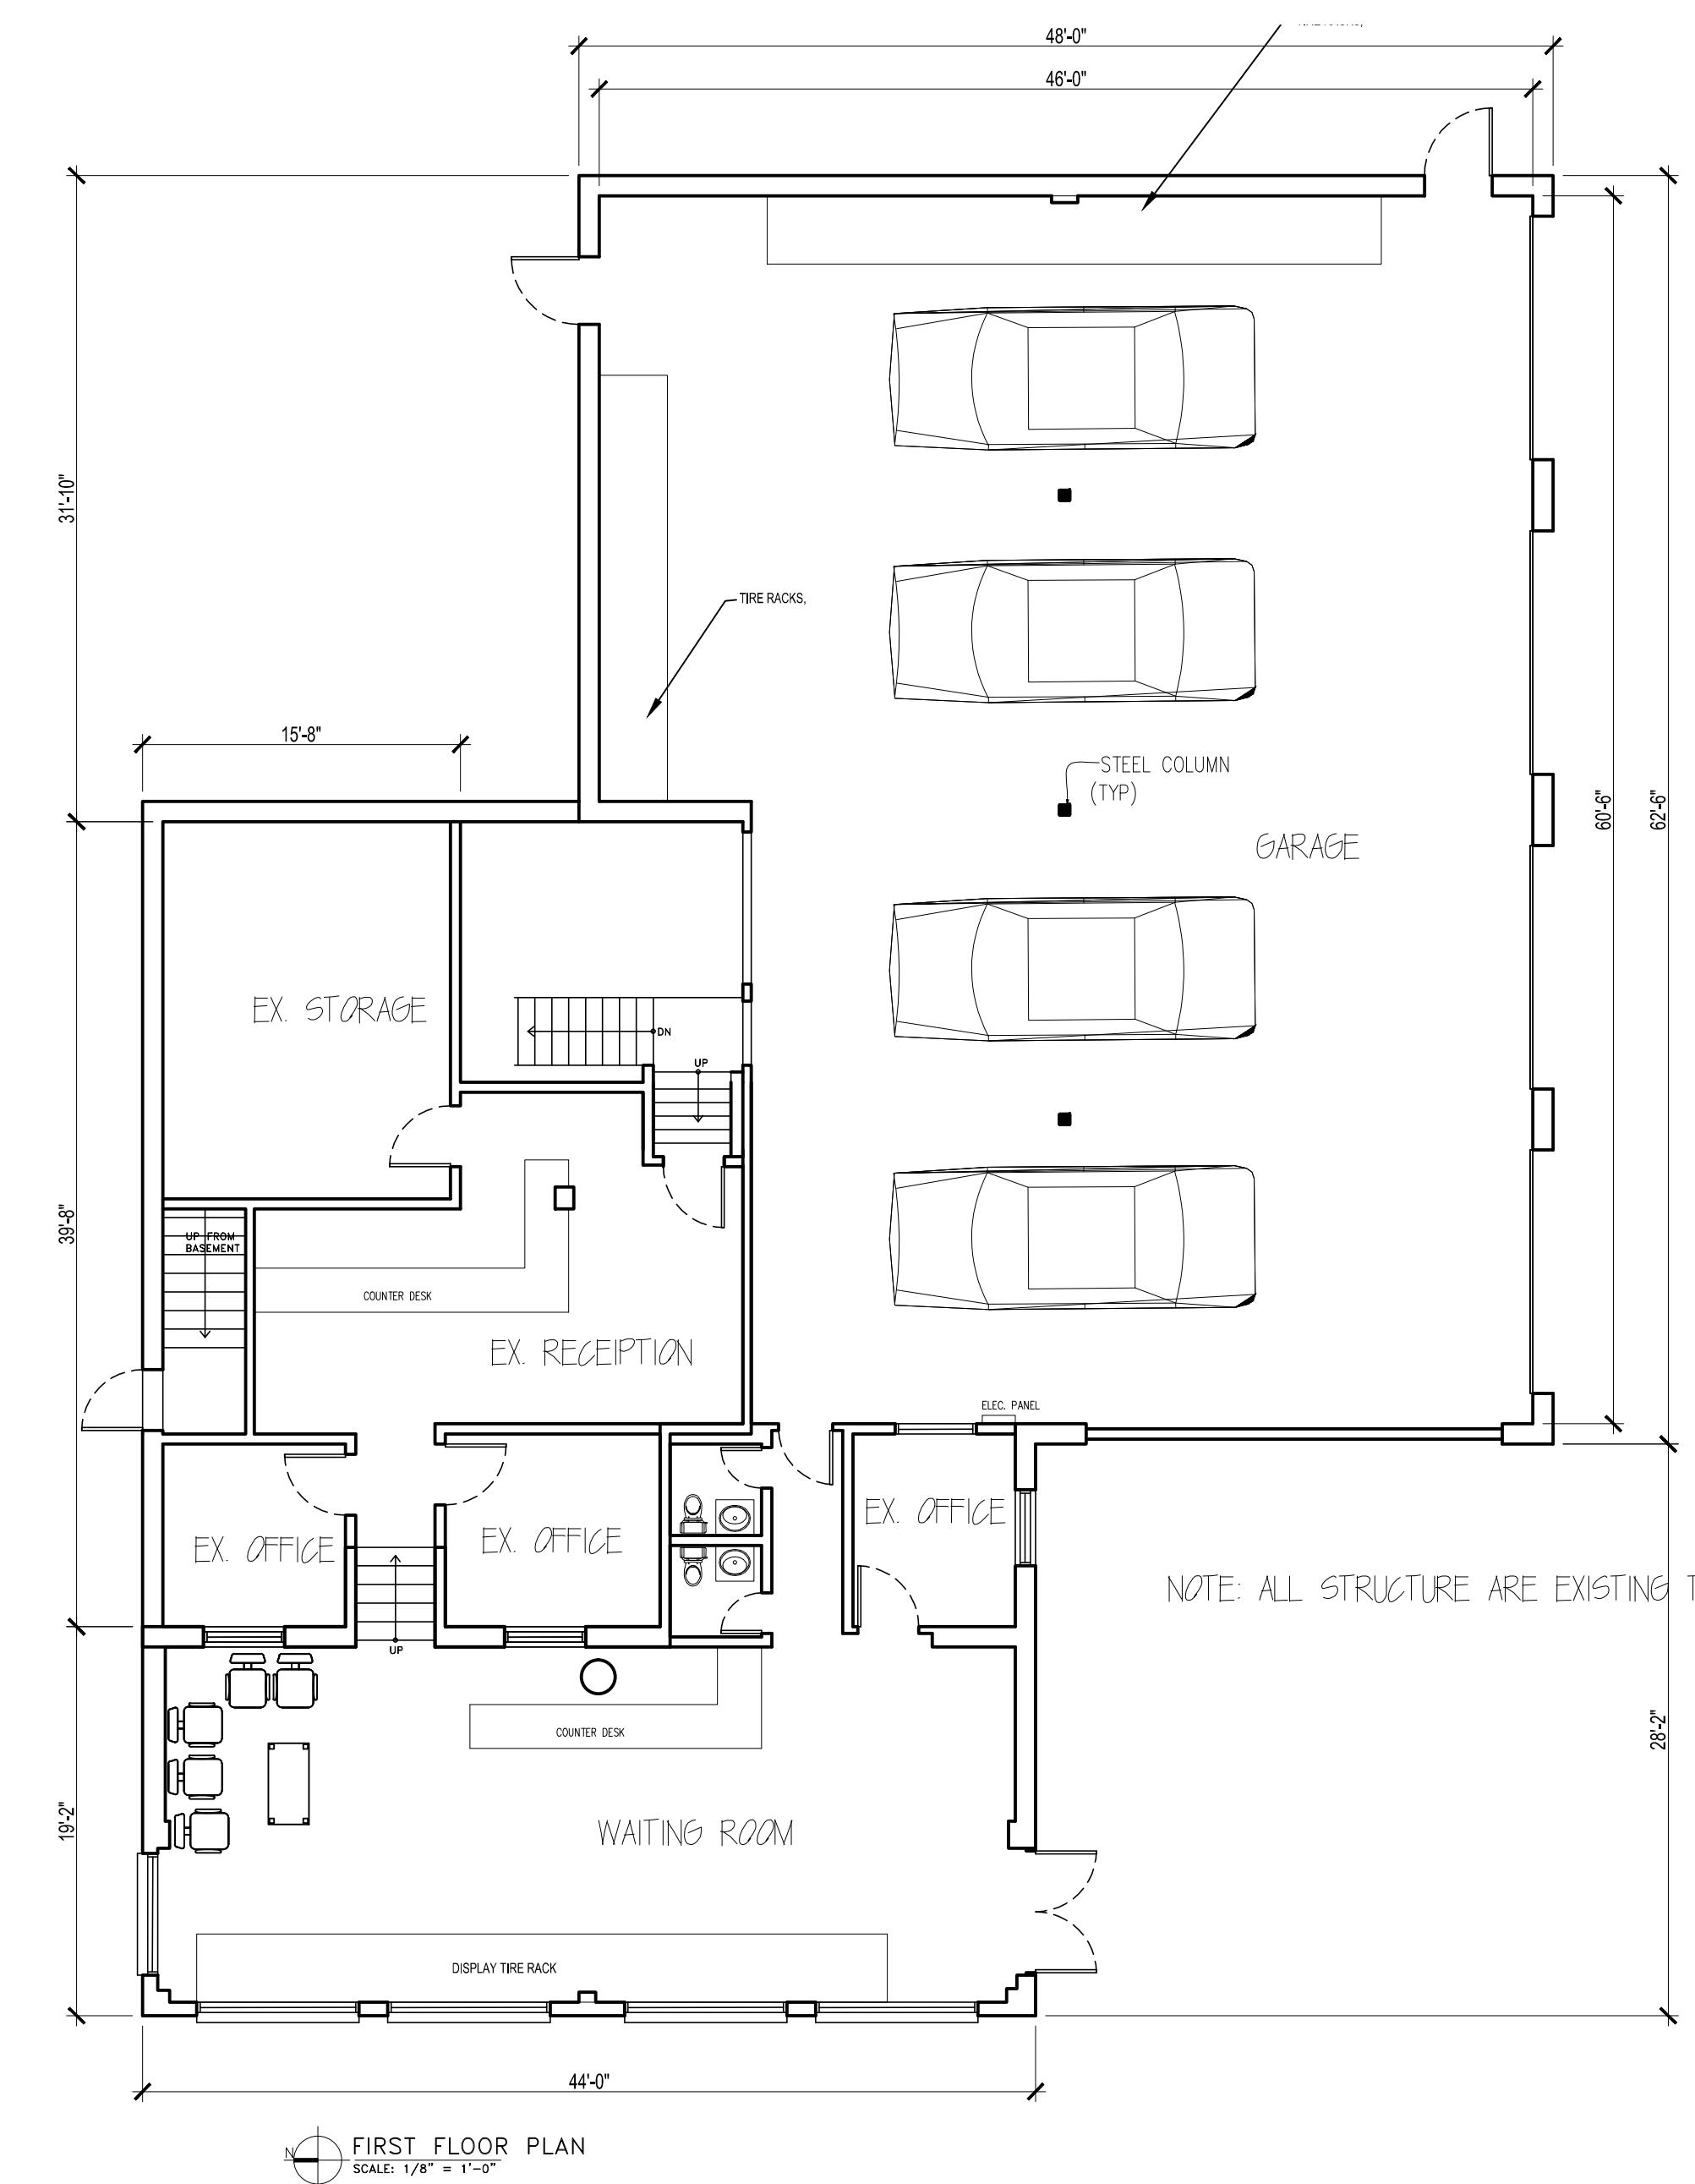 48'-0"
46'-0"
31'-10"
TIRE RACKS,
15'-8"
STEEL COLUMN
(TYP)
60'-6"
62'-6"
GARAGE
EX. STORAGE
DN
UP
39'-8"
UP FROM
BASEMENT
COUNTER DESK
EX. RECEIPTION
ELEC. PANEL
EX. OFFICE
EX. OFFICE
EX. OFFICE
NOTE: ALL STRUCTURE ARE EXISTING
UP
COUNTER DESK
28'-2"
19'-2"
WAITING ROOM
DISPLAY TIRE RACK
44'-0"
N
FIRST FLOOR PLAN
SCALE: 1/8" = 1'-0"